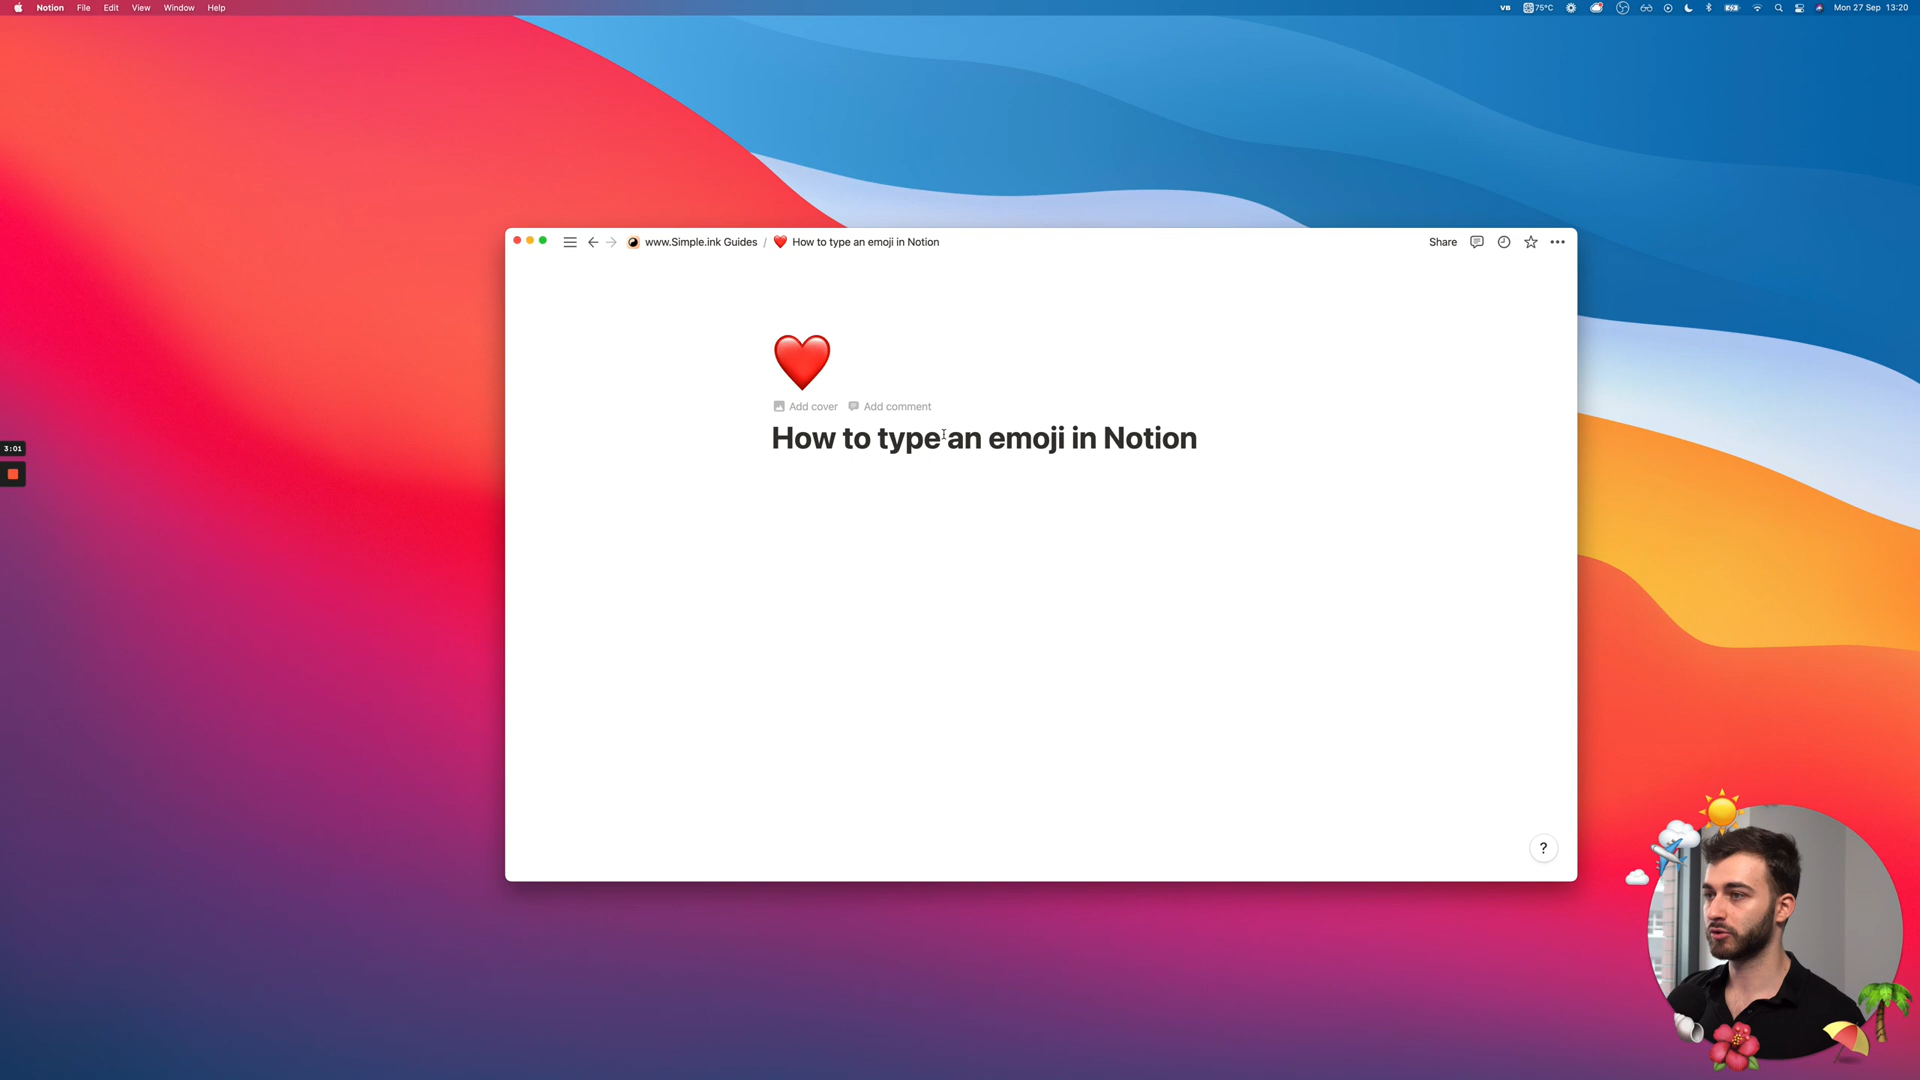 Notion File Edit View Window Help
VB 75°C Mon 27 Sep 13:20
www.Simple.ink Guides / How to type an emoji in Notion
Share
Add cover Add comment
How to type an emoji in Notion
3:01
?